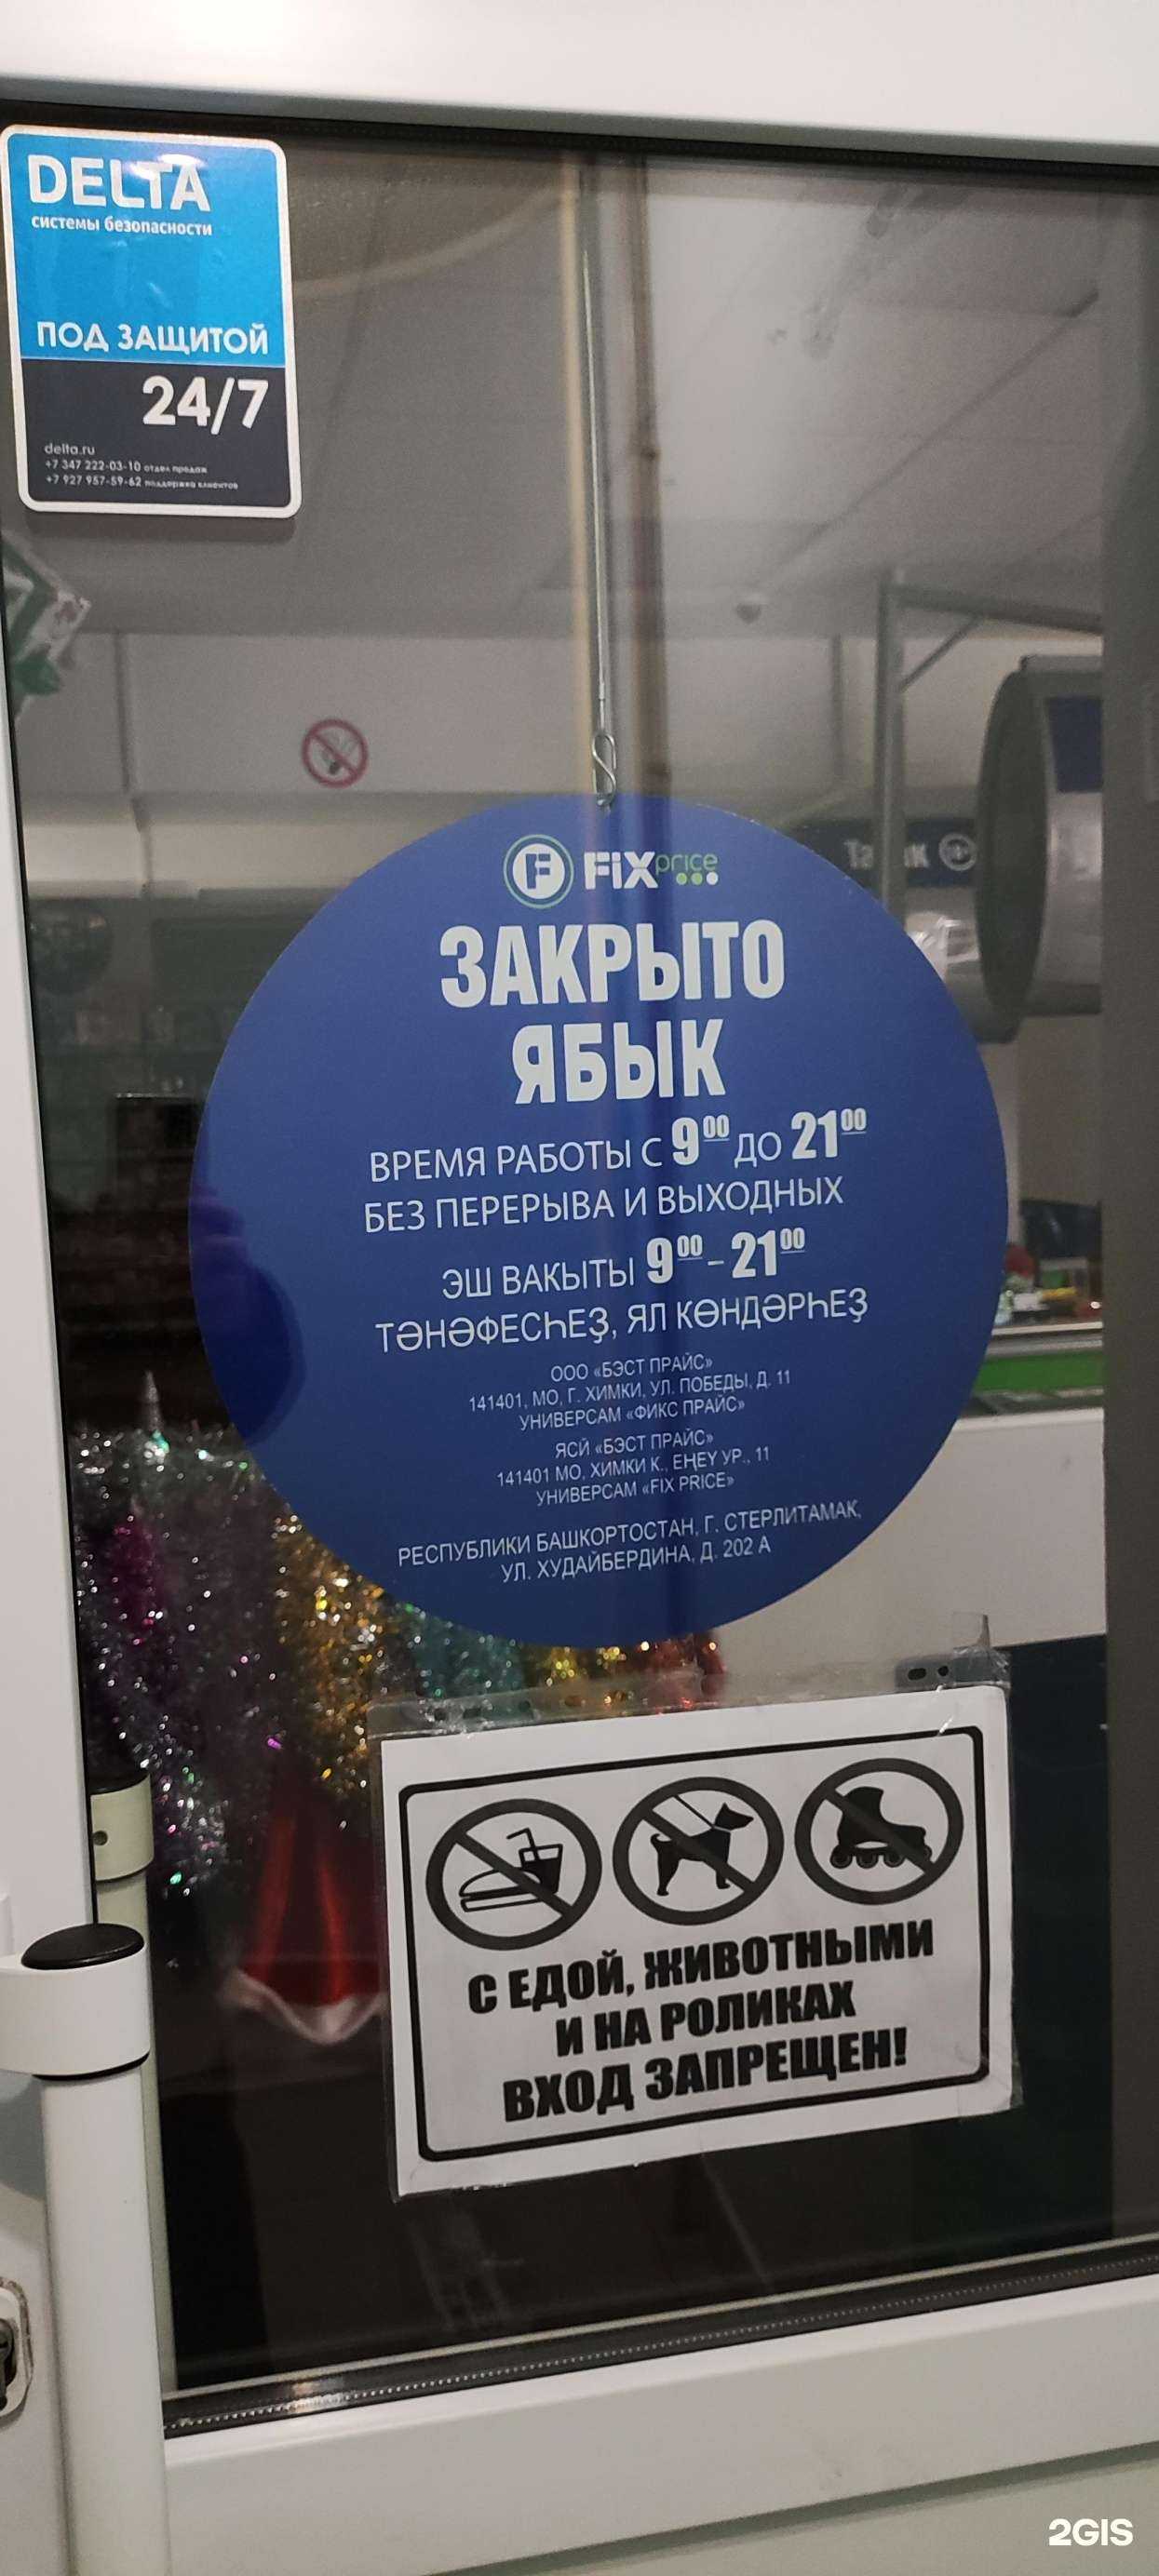 DELTA
системы безопасности
ПОД ЗАЩИТОЙ
24/7
delta.ru
+7 347 222-03-10 отдел продаж
+7 927 957-59-62 поддержка клиентов
F FiXprice
ЗАКРЫТО
ЯБЫК
ВРЕМЯ РАБОТЫ С 9⁰⁰ ДО 21⁰⁰
БЕЗ ПЕРЕРЫВА И ВЫХОДНЫХ
ЭШ ВАКЫТЫ 9⁰⁰-21⁰⁰
ТӘНӘФЕСҺЕҘ, ЯЛ КӨНДӘРҺЕҘ
ООО «БЭСТ ПРАЙС»
141401, МО, Г. ХИМКИ, УЛ. ПОБЕДЫ, Д. 11
УНИВЕРСАМ «ФИКС ПРАЙС»
ЯСЙ «БЭСТ ПРАЙС»
141401 МО, ХИМКИ К., ЕҢЕҮ УР., 11
УНИВЕРСАМ «FIX PRICE»
РЕСПУБЛИКИ БАШКОРТОСТАН, Г. СТЕРЛИТАМАК,
УЛ. ХУДАЙБЕРДИНА, Д. 202 А
С ЕДОЙ, ЖИВОТНЫМИ
И НА РОЛИКАХ
ВХОД ЗАПРЕЩЕН!
2GIS